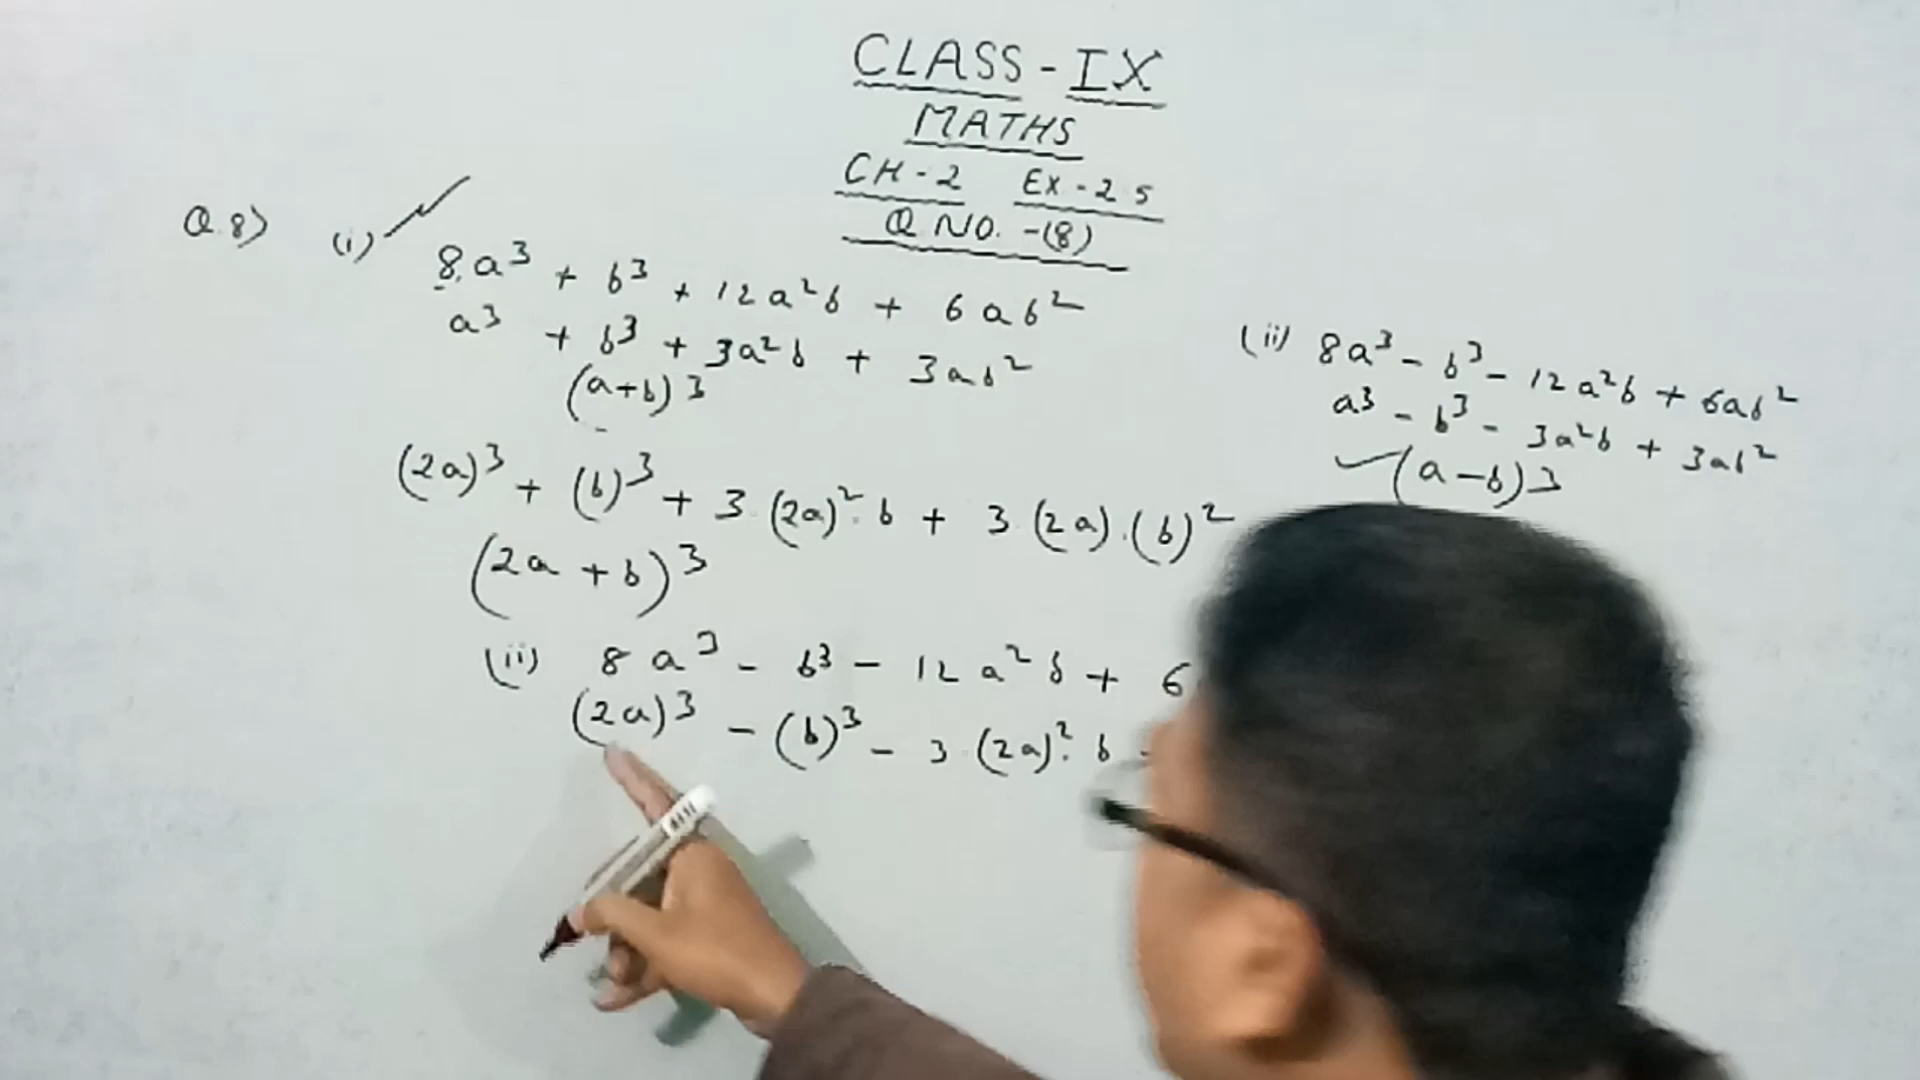 CLASS - IX
MATHS
CH - 2 EX - 2.5
Q NO. - (8)
Q.8) (i)
8a³ + b³ + 12a²b + 6ab²
a³ + b³ + 3a²b + 3ab²
(a+b)³
(2a)³ + (b)³ + 3.(2a)².b + 3.(2a).(b)²
(2a + b)³
(ii) 8a³ - b³ - 12a²b + 6ab²
a³ - b³ - 3a²b + 3ab²
(a-b)³
(ii) 8a³ - b³ - 12a²b + 6
(2a)³ - (b)³ - 3.(2a)².b